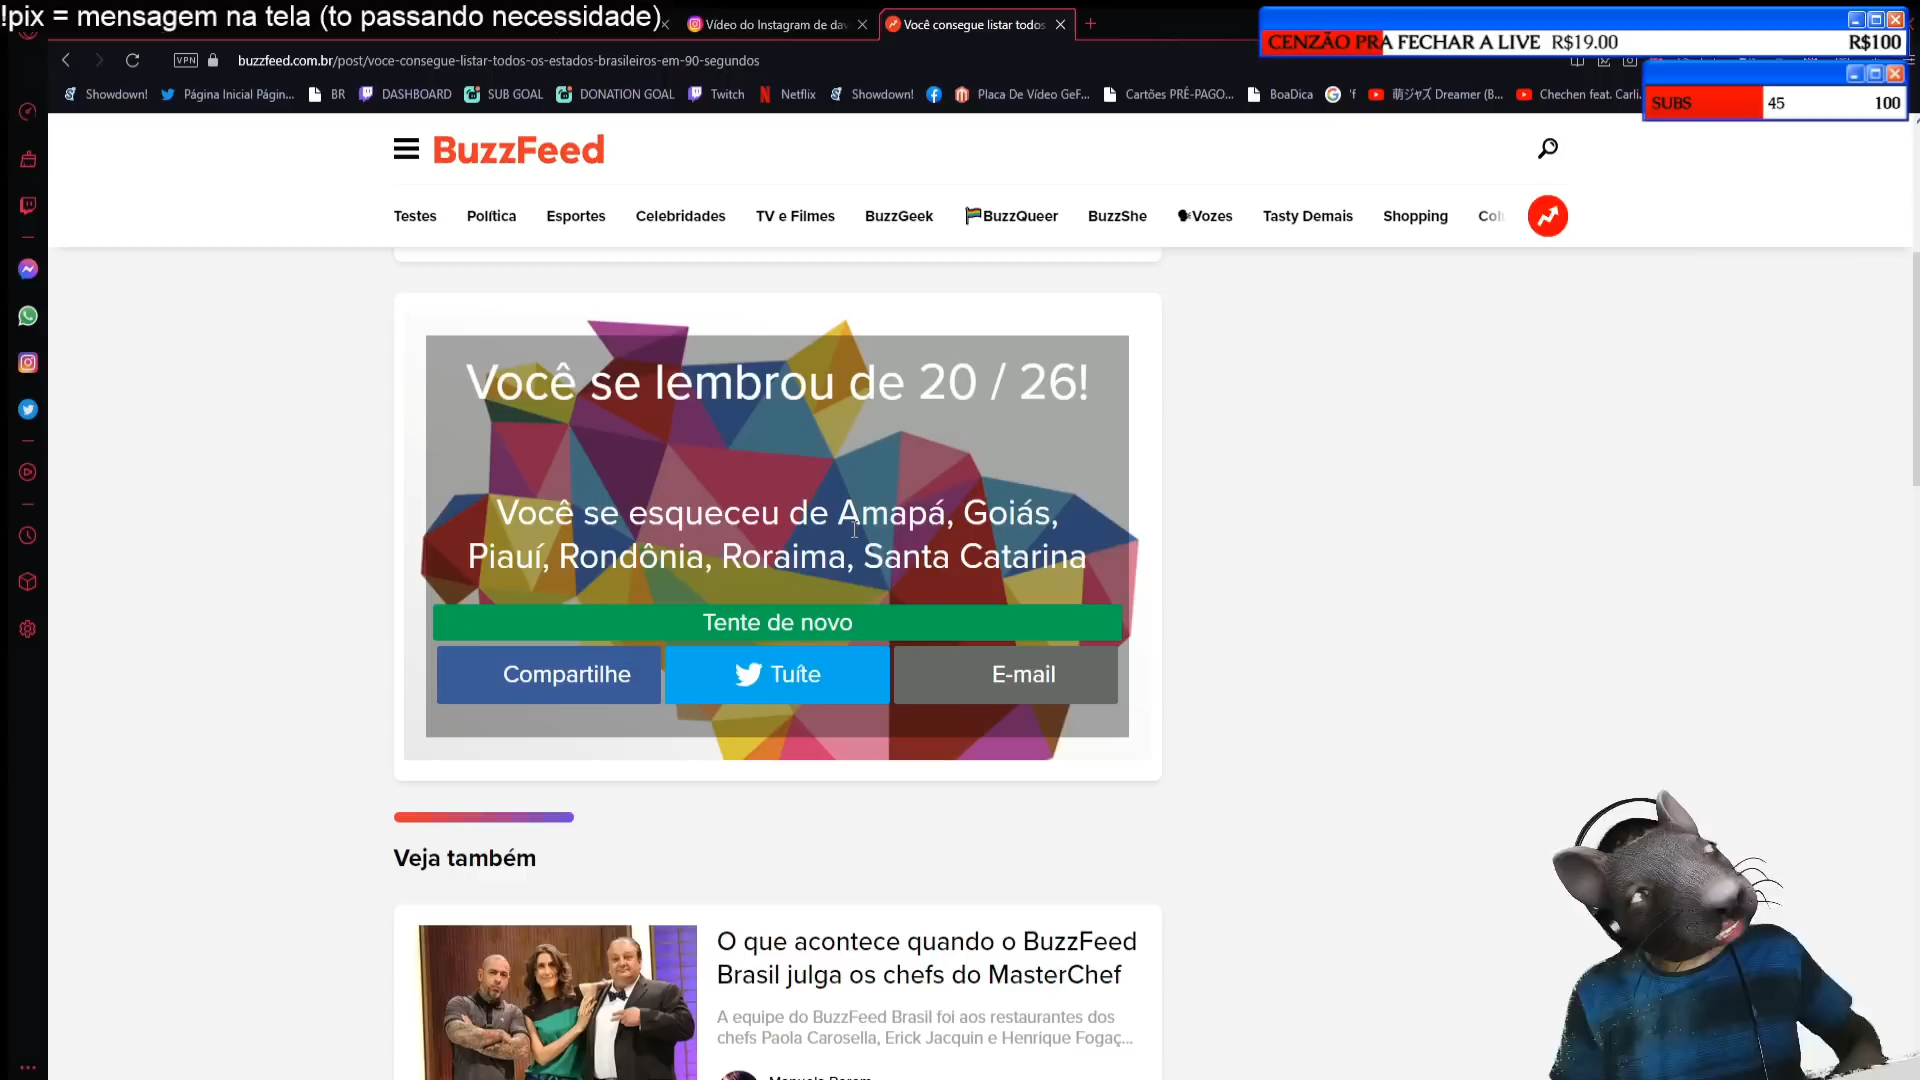 !pix = mensagem na tela (to passando necessidade)
Vídeo do Instagram de da
Você consegue listar todos
CENZÃO PRA FECHAR A LIVE R$19.00 R$100
VPN buzzfeed.com.br/post/voce-consegue-listar-todos-os-estados-brasileiros-em-90-segundos
Showdown! Página Inicial Págin... BR DASHBOARD SUB GOAL DONATION GOAL Twitch Netflix Showdown! 'f Placa De Vídeo GeF... Cartões PRÉ-PAGO... BoaDica 萌ジャズ Dreamer (B... Chechen feat. Carli...
SUBS 45 100
BuzzFeed
Testes Política Esportes Celebridades TV e Filmes BuzzGeek BuzzQueer BuzzShe Vozes Tasty Demais Shopping
Você se lembrou de 20 / 26!
Você se esqueceu de Amapá, Goiás,
Piauí, Rondônia, Roraima, Santa Catarina
Tente de novo
Compartilhe Tuíte E-mail
Veja também
O que acontece quando o BuzzFeed
Brasil julga os chefs do MasterChef
A equipe do BuzzFeed Brasil foi aos restaurantes dos
chefs Paola Carosella, Erick Jacquin e Henrique Fogaç...